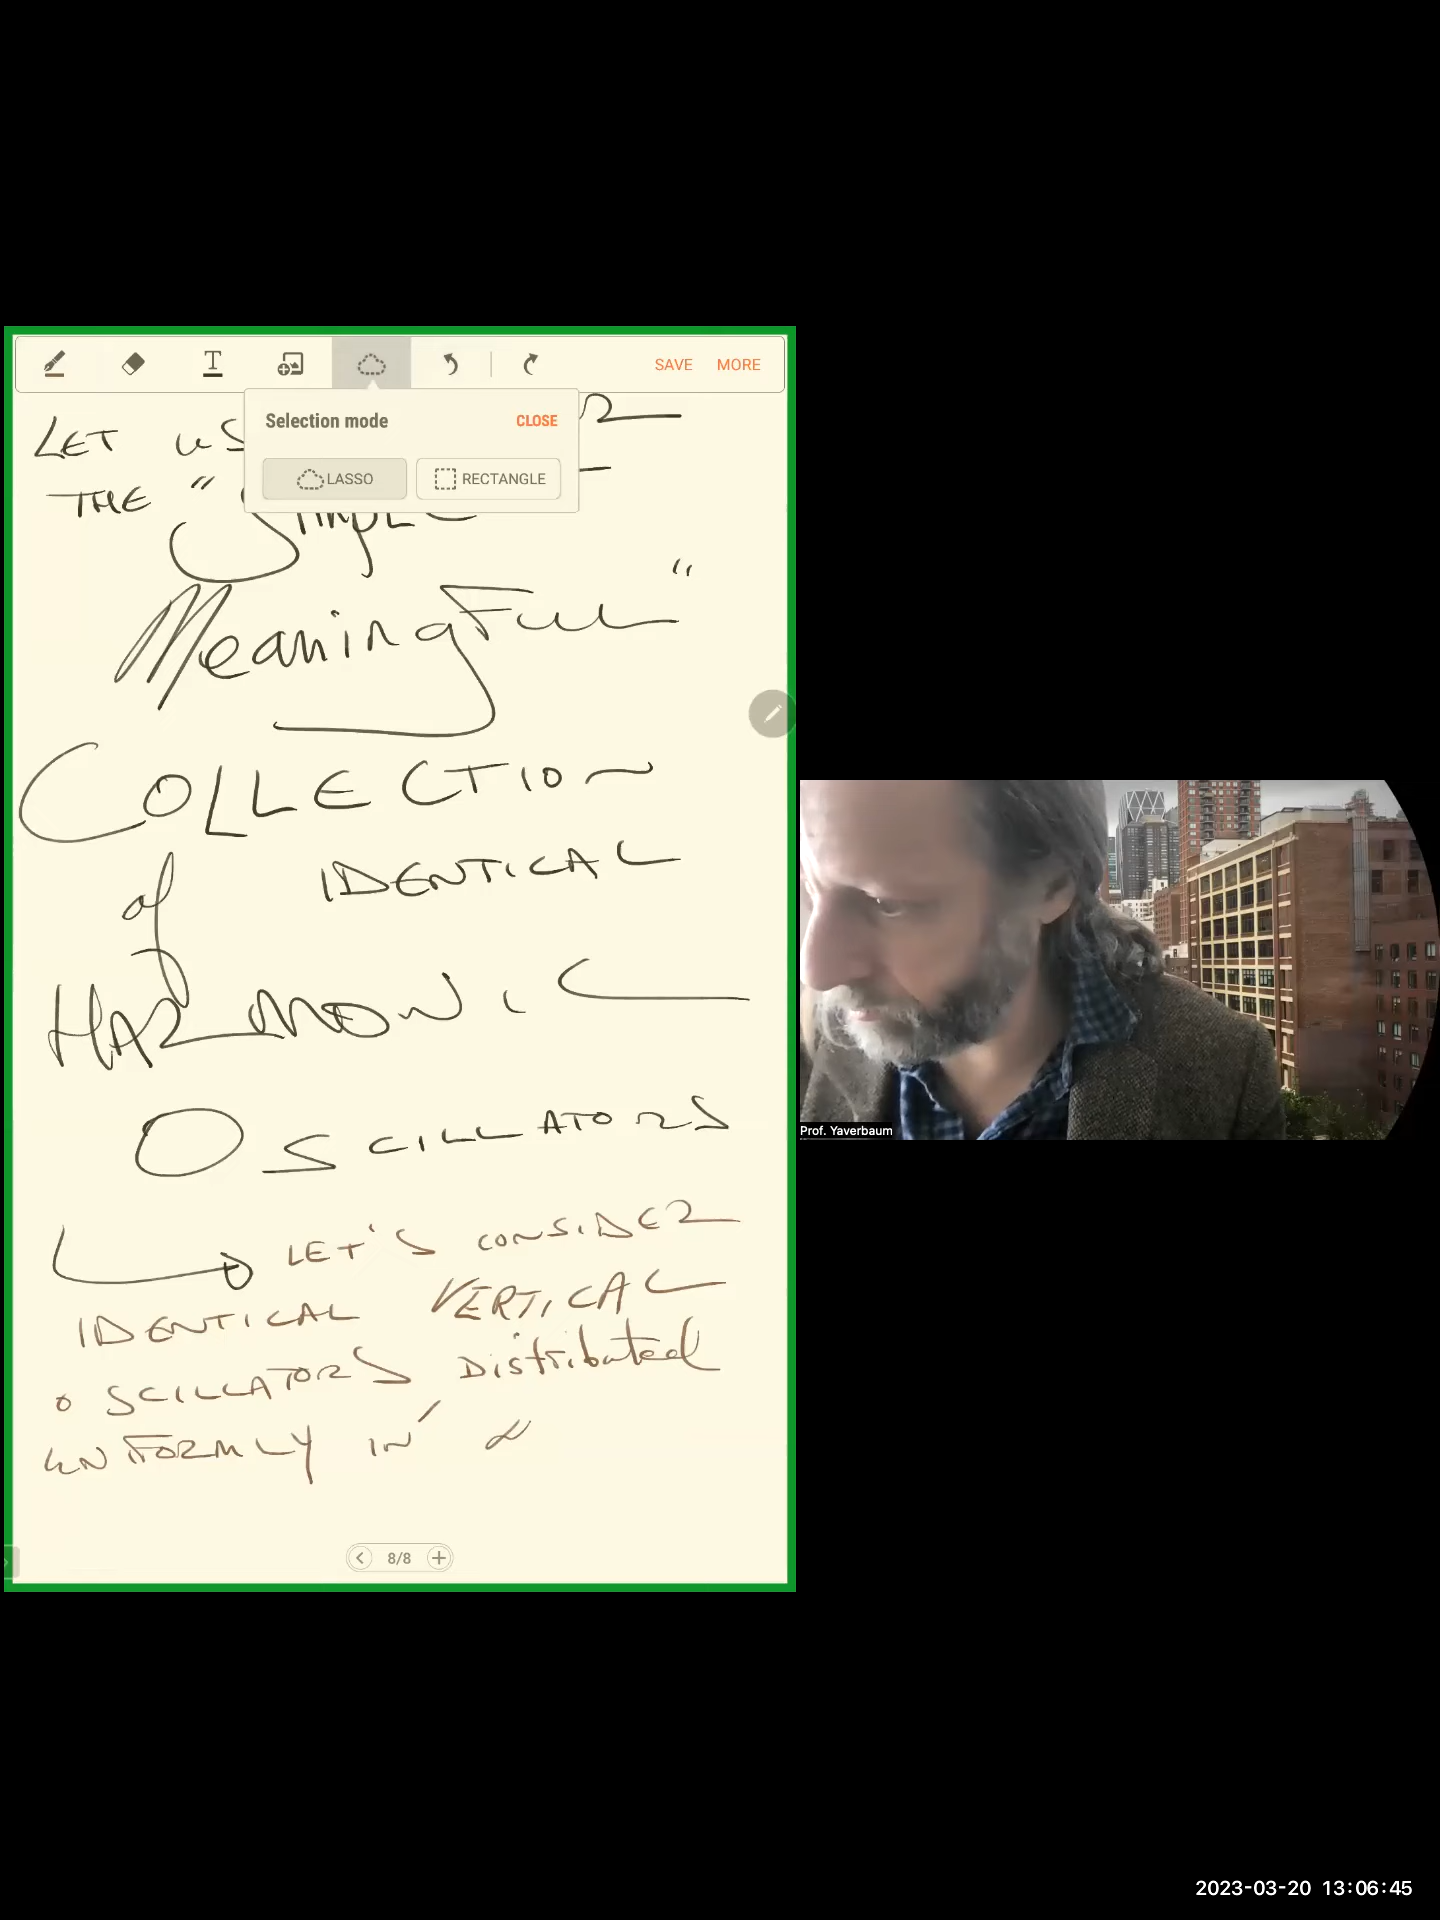 SAVE MORE
Selection mode CLOSE
LASSO RECTANGLE
LET US
THE "SIMPLE
MEANINGFUL"
COLLECTION
of IDENTICAL
HARMONIC
OSCILLATORS
LET'S CONSIDER
IDENTICAL VERTICAL
OSCILLATORS Distributed
UNIFORMLY IN
8/8
Prof. Yaverbaum
2023-03-20 13:06:45